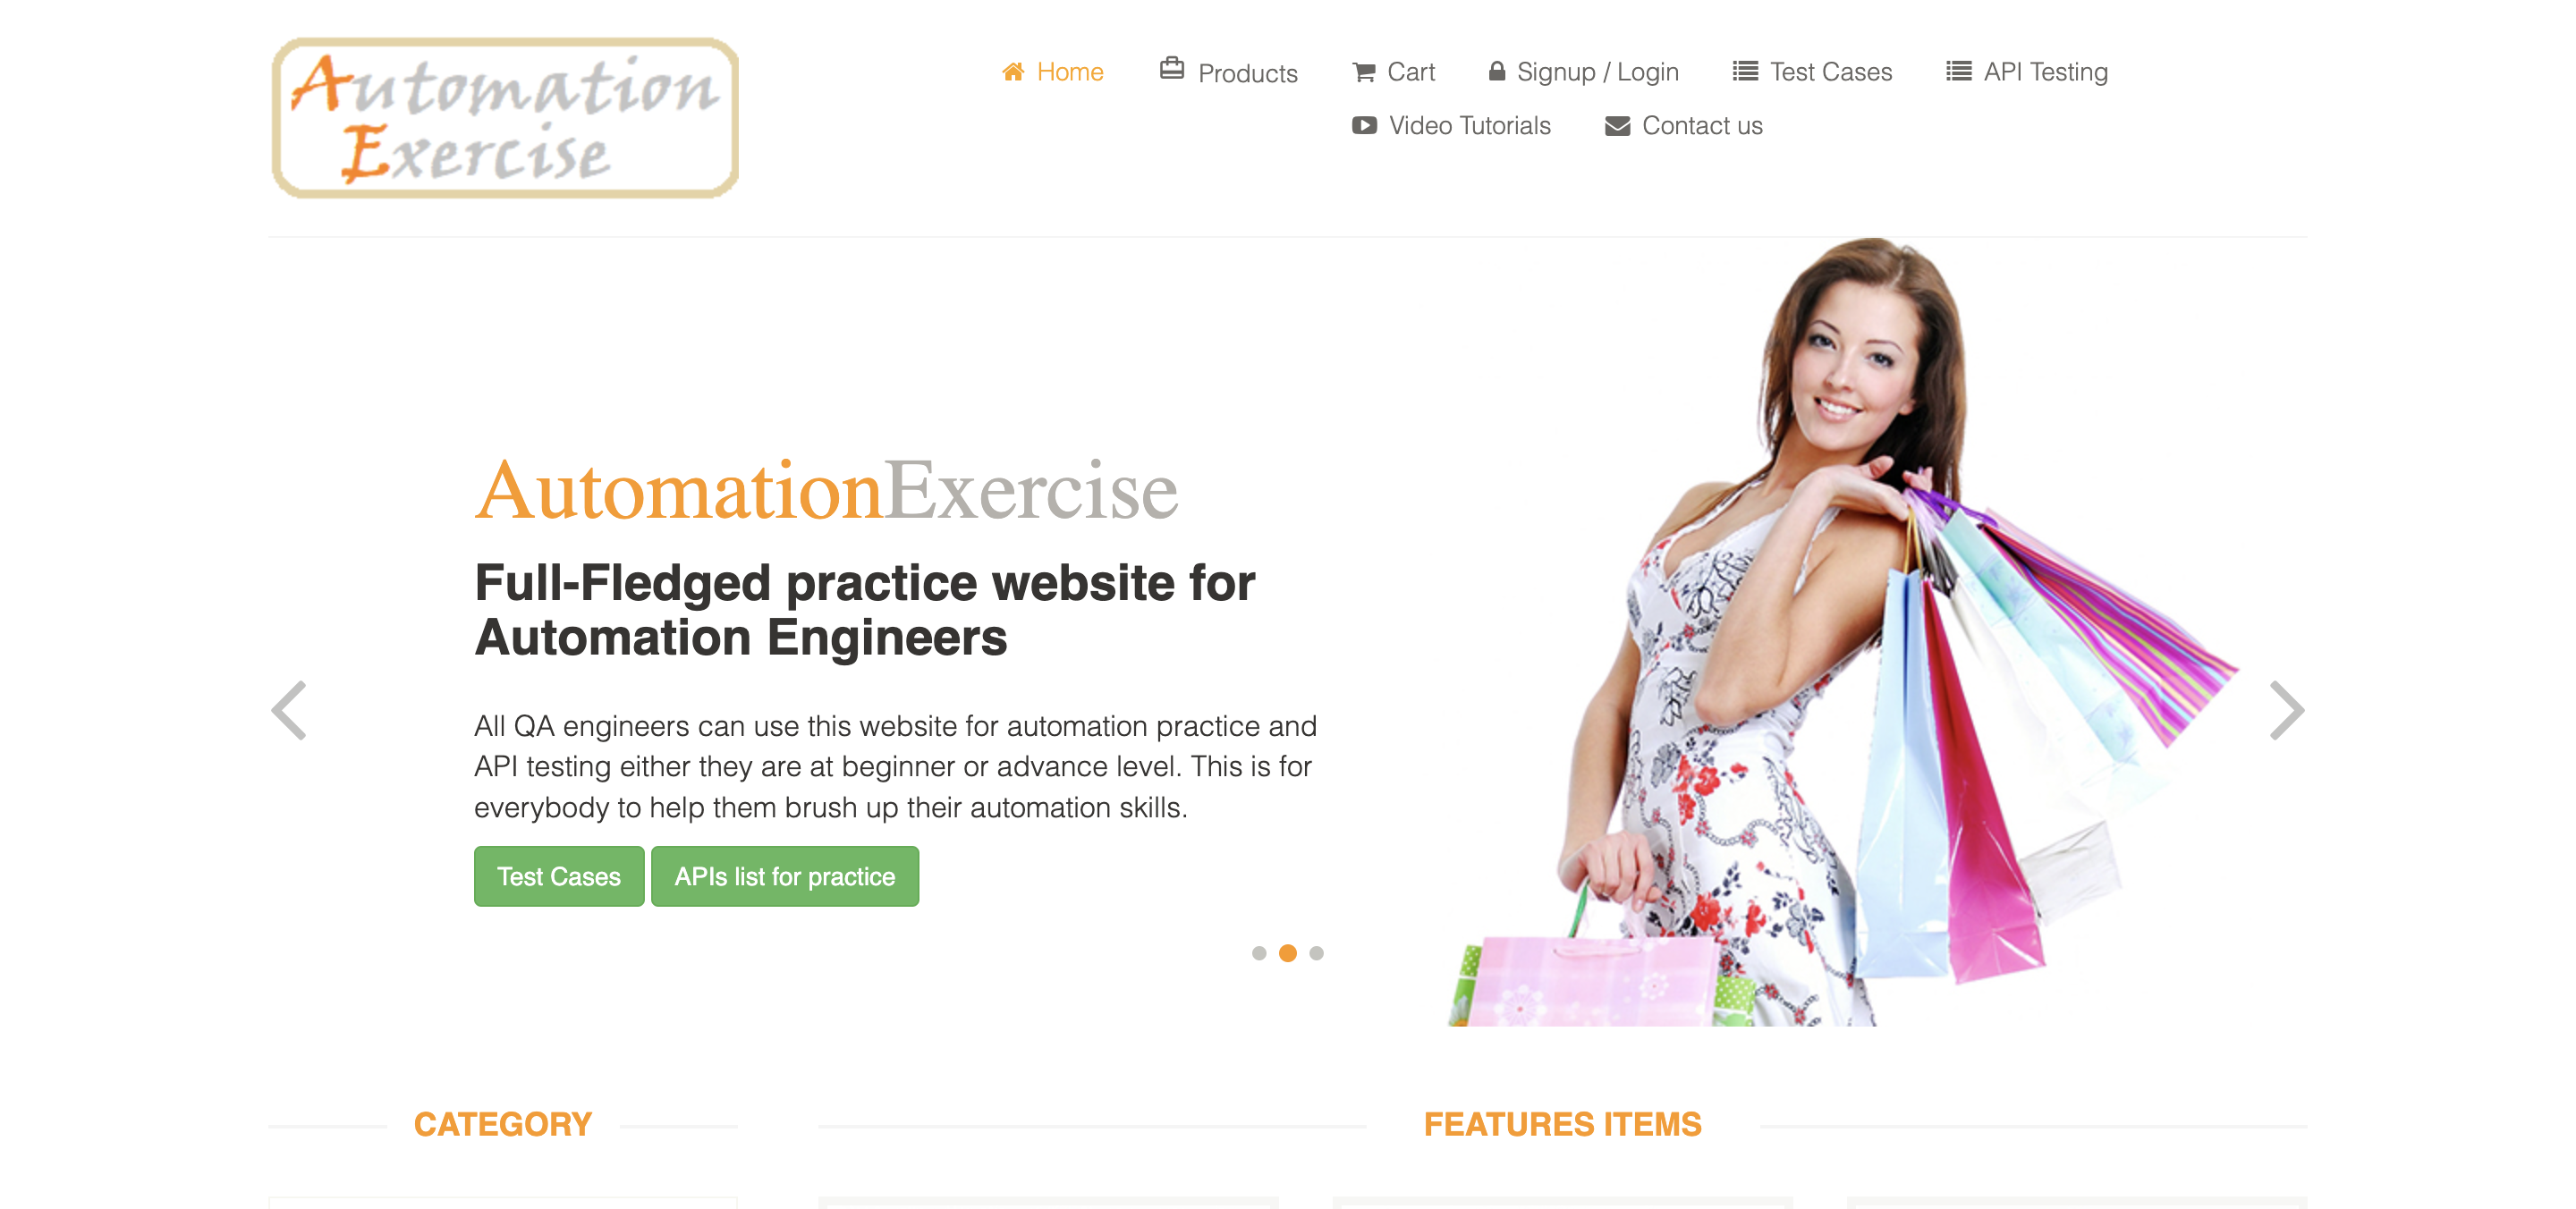 Automation
Exercise
Home Products Cart Signup / Login Test Cases API Testing
Video Tutorials Contact us
AutomationExercise
Full-Fledged practice website for
Automation Engineers
All QA engineers can use this website for automation practice and
API testing either they are at beginner or advance level. This is for
everybody to help them brush up their automation skills.
Test Cases APIs list for practice
CATEGORY FEATURES ITEMS